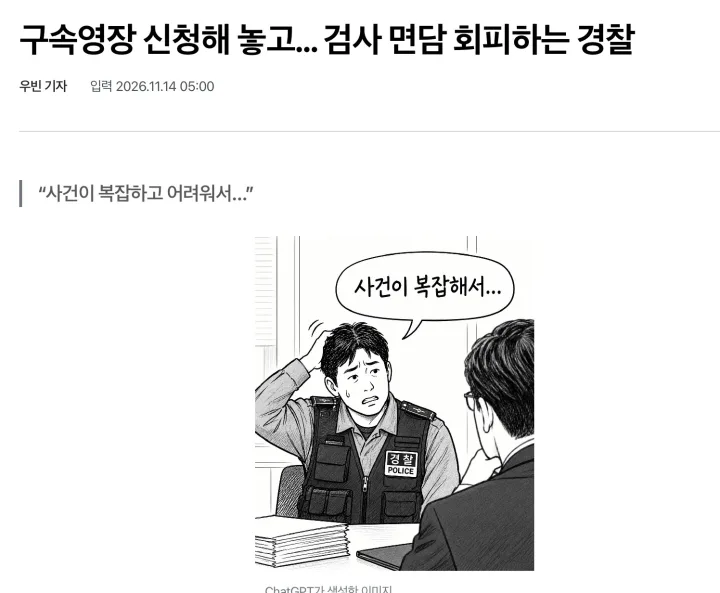 구속영장 신청해 놓고... 검사 면담 회피하는 경찰
우빈 기자 입력 2026.11.14 05:00
“사건이 복잡하고 어려워서...”
사건이 복잡해서...
경찰
POLICE
ChatGPT가 생성한 이미지